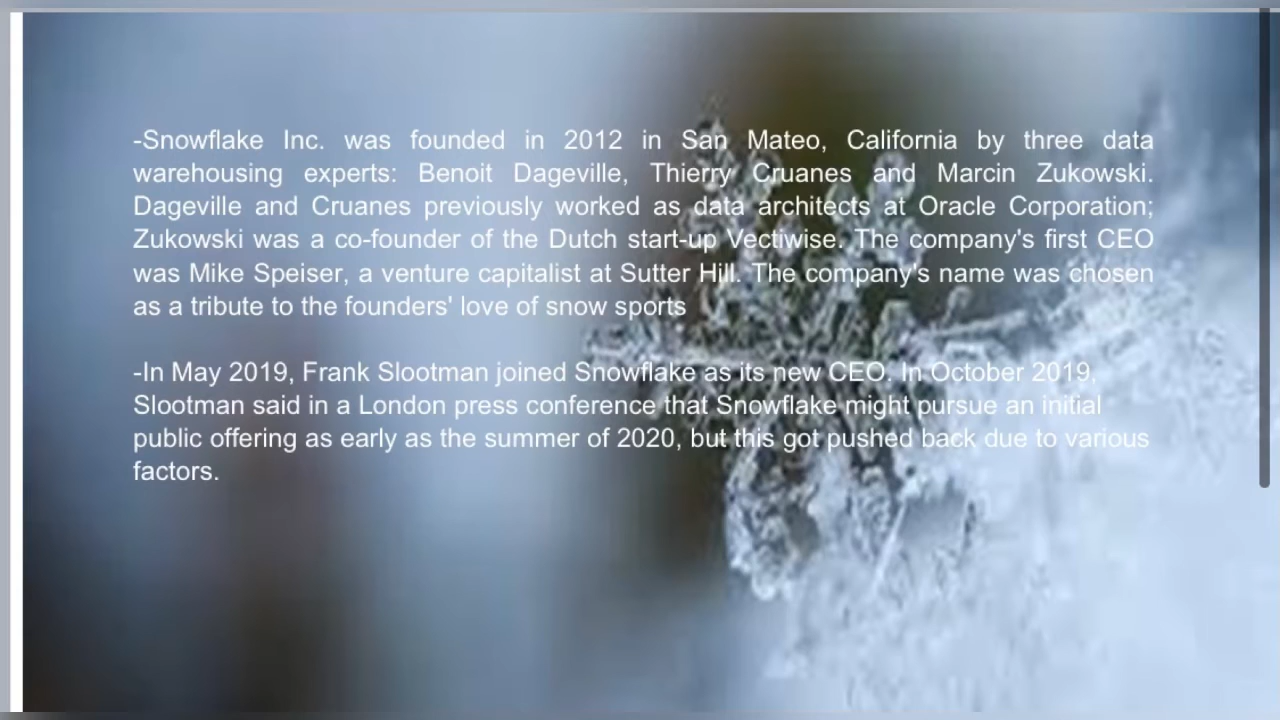 -Snowflake Inc. was founded in 2012 in San Mateo, California by three data
warehousing experts: Benoit Dageville, Thierry Cruanes and Marcin Zukowski.
Dageville and Cruanes previously worked as data architects at Oracle Corporation;
Zukowski was a co-founder of the Dutch start-up Vectiwise. The company's first CEO
was Mike Speiser, a venture capitalist at Sutter Hill. The company's name was chosen
as a tribute to the founders' love of snow sports
-In May 2019, Frank Slootman joined Snowflake as its new CEO. In October 2019,
Slootman said in a London press conference that Snowflake might pursue an initial
public offering as early as the summer of 2020, but this got pushed back due to various
factors.